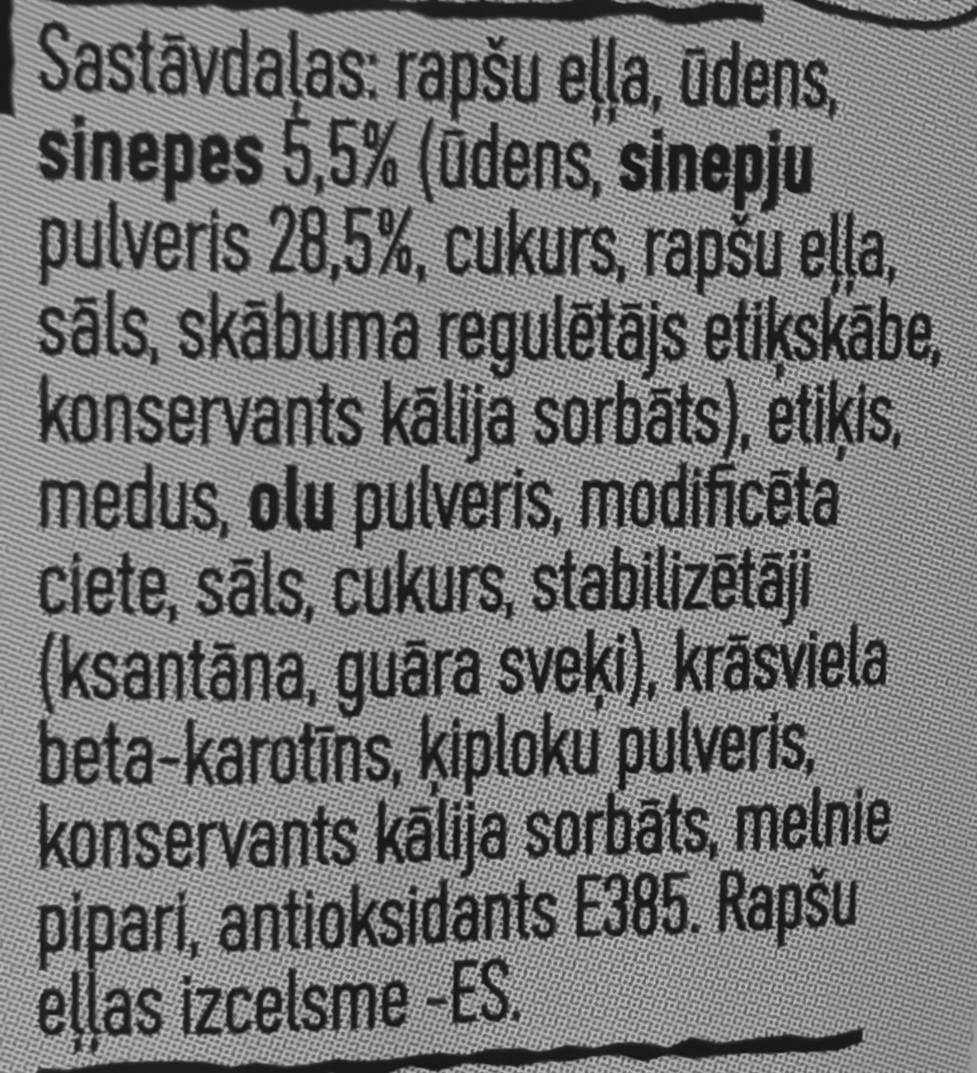 Sastāvdaļas: rapšu eļļa, ūdens,
sinepes 5,5% (ūdens, sinepju
pulveris 28,5%, cukurs, rapšu eļļa,
sāls, skābuma regulētājs etiķskābe,
konservants kālija sorbāts), etiķis,
medus, olu pulveris, modificēta
ciete, sāls, cukurs, stabilizētāji
(ksantāna, guāra sveķi), krāsviela
beta-karotīns, ķiploku pulveris,
konservants kālija sorbāts, melnie
pipari, antioksidants E385. Rapšu
eļļas izcelsme -ES.